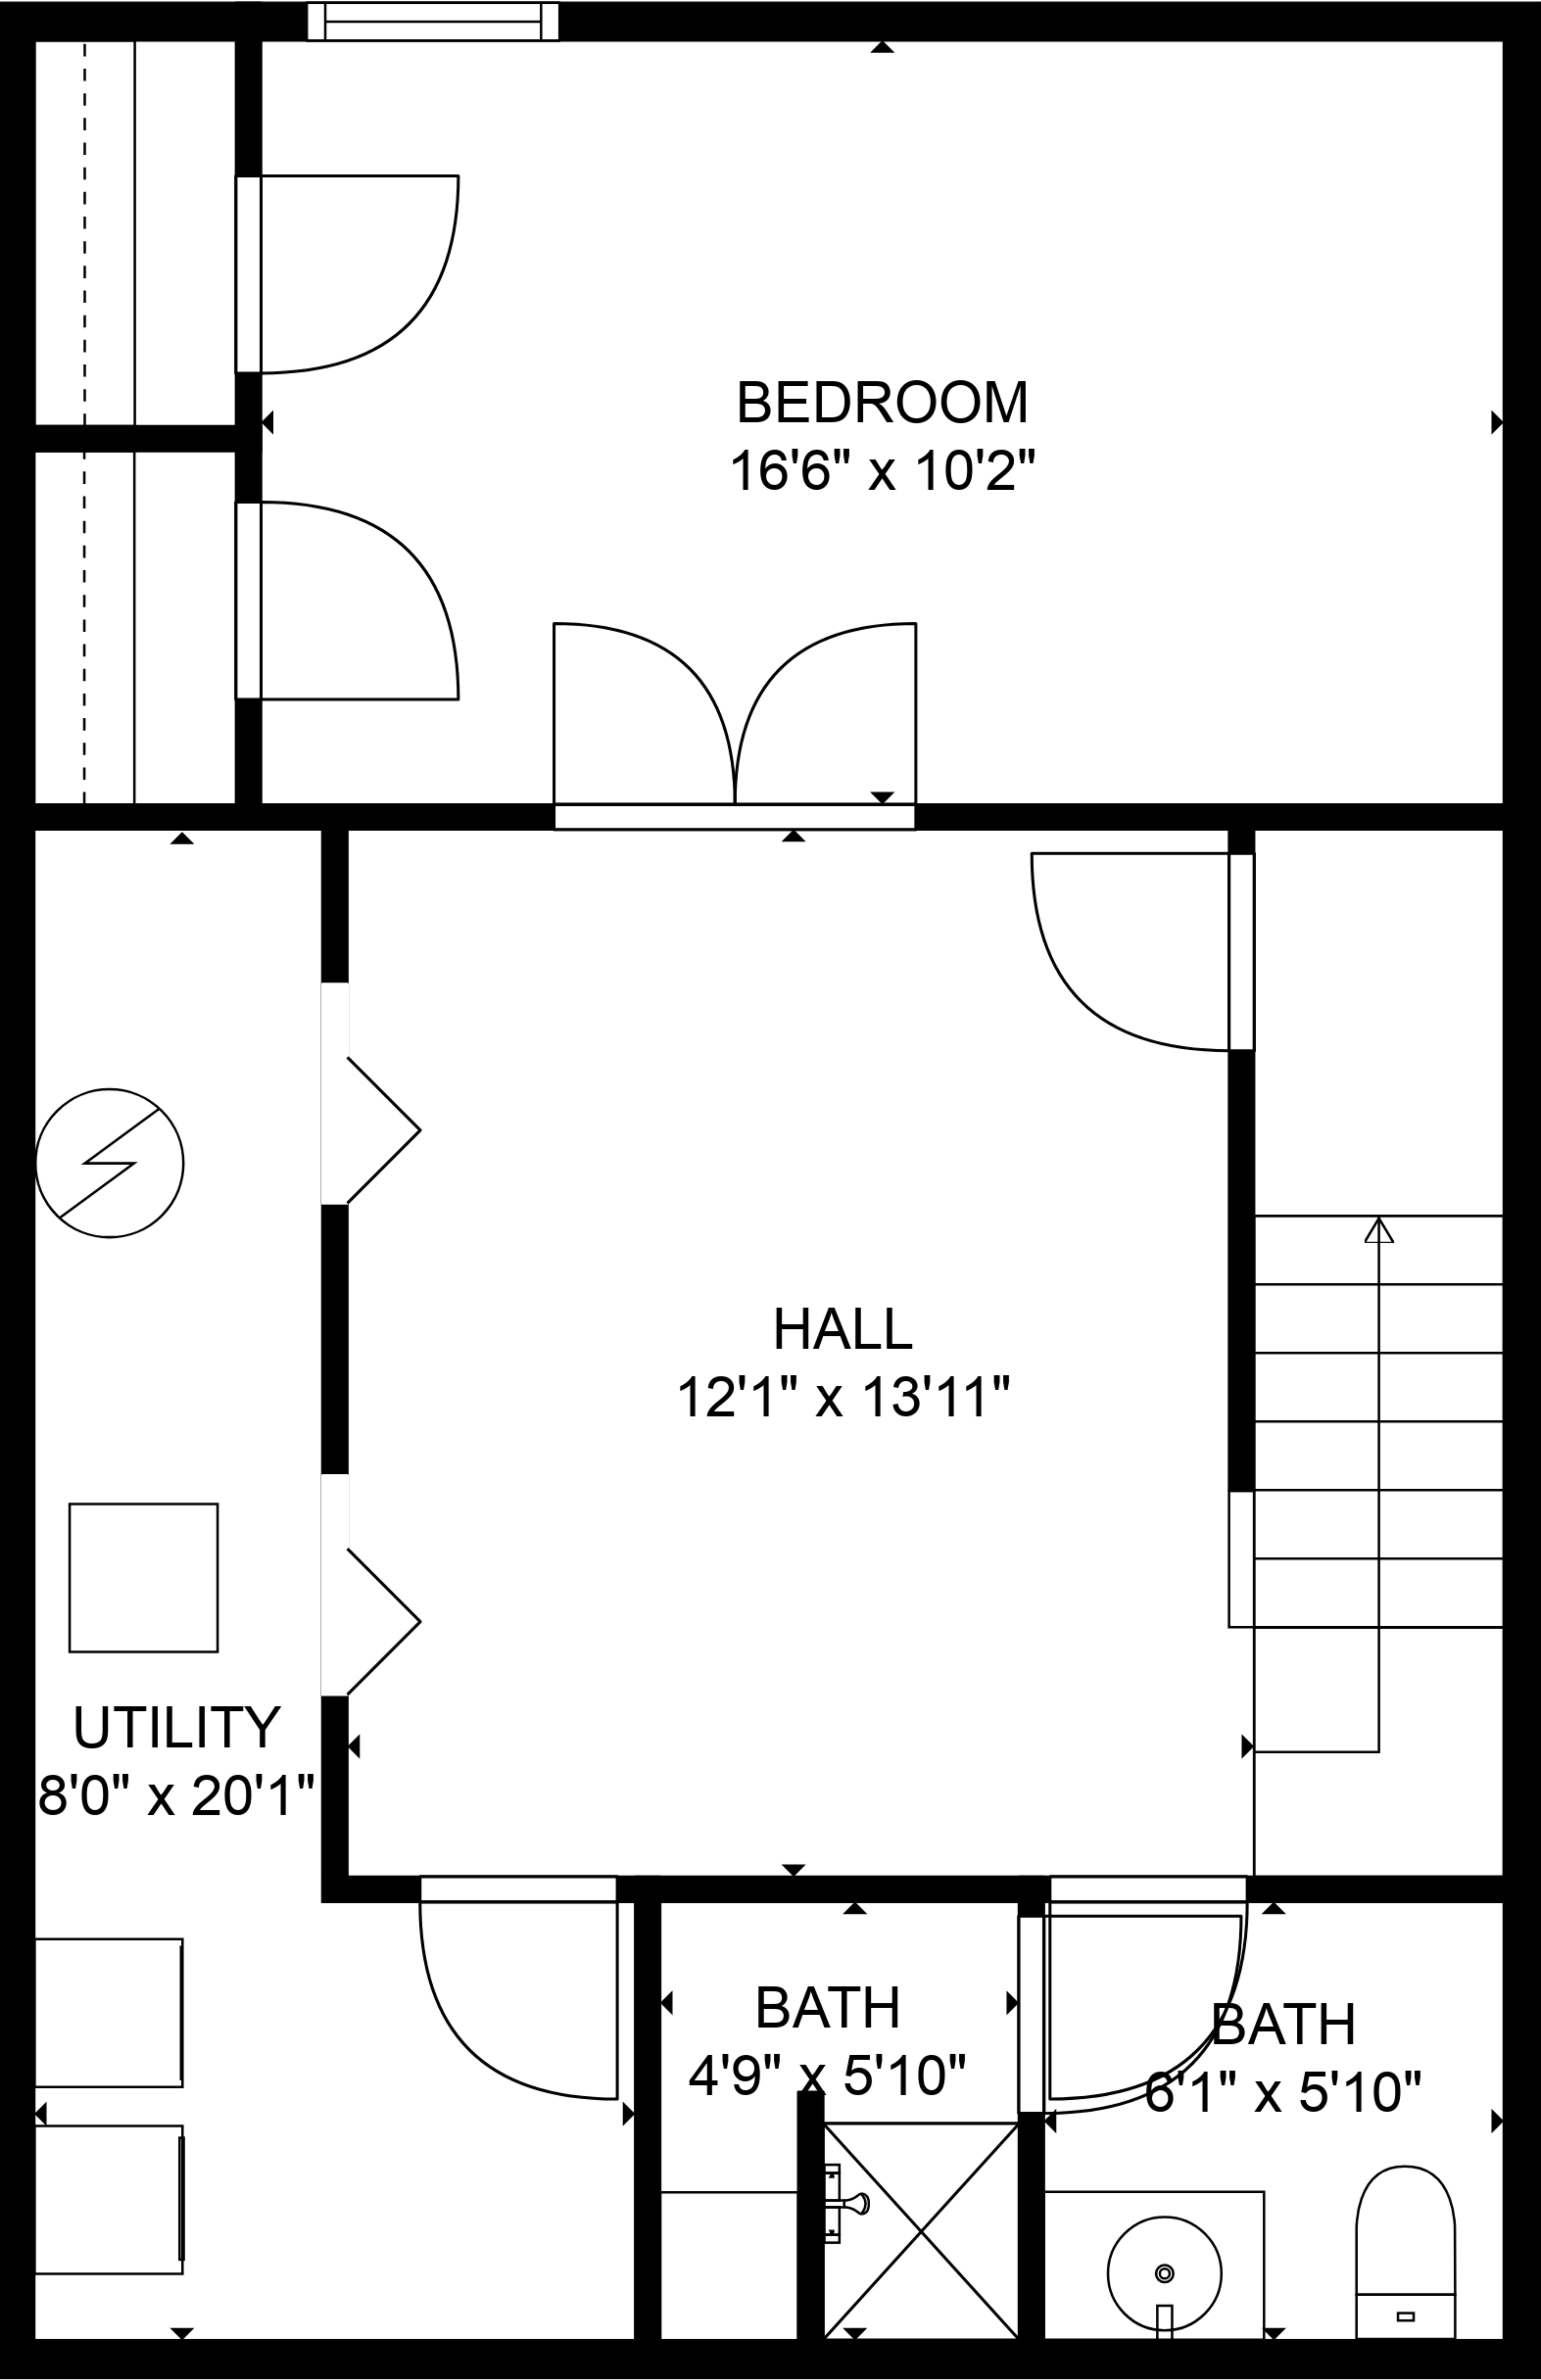 BEDROOM
16'6" x 10'2"
HALL
12'1" x 13'11"
UTILITY
8'0" x 20'1"
BATH
4'9" x 5'10"
BATH
6'1" x 5'10"